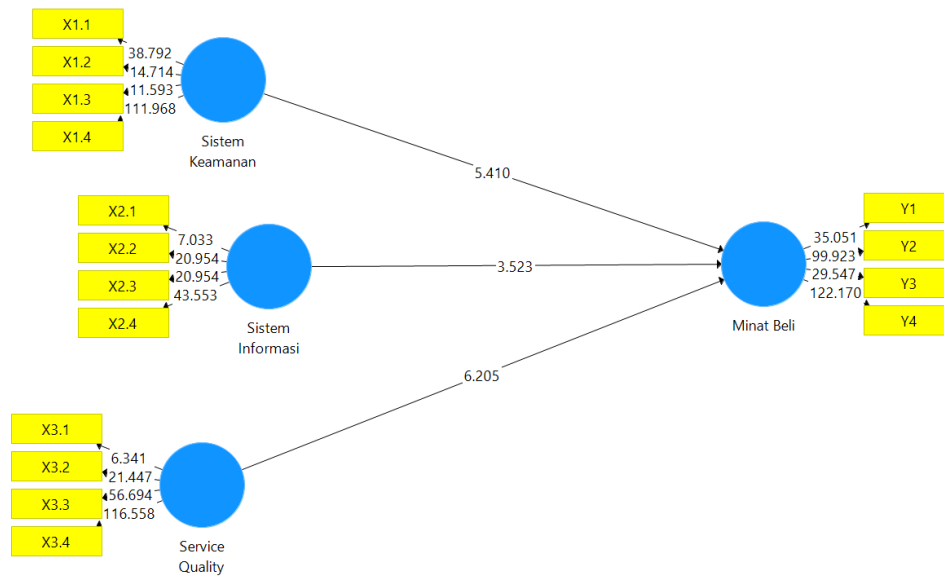 X1.1
X1.2
X1.3
X1.4
38.792
14.714
11.593
111.968
Sistem
Keamanan
5.410
X2.1
X2.2
X2.3
X2.4
7.033
20.954
20.954
43.553
Sistem
Informasi
3.523
X3.1
X3.2
X3.3
X3.4
6.341
21.447
56.694
116.558
Service
Quality
6.205
Minat Beli
35.051
99.923
29.547
122.170
Y1
Y2
Y3
Y4